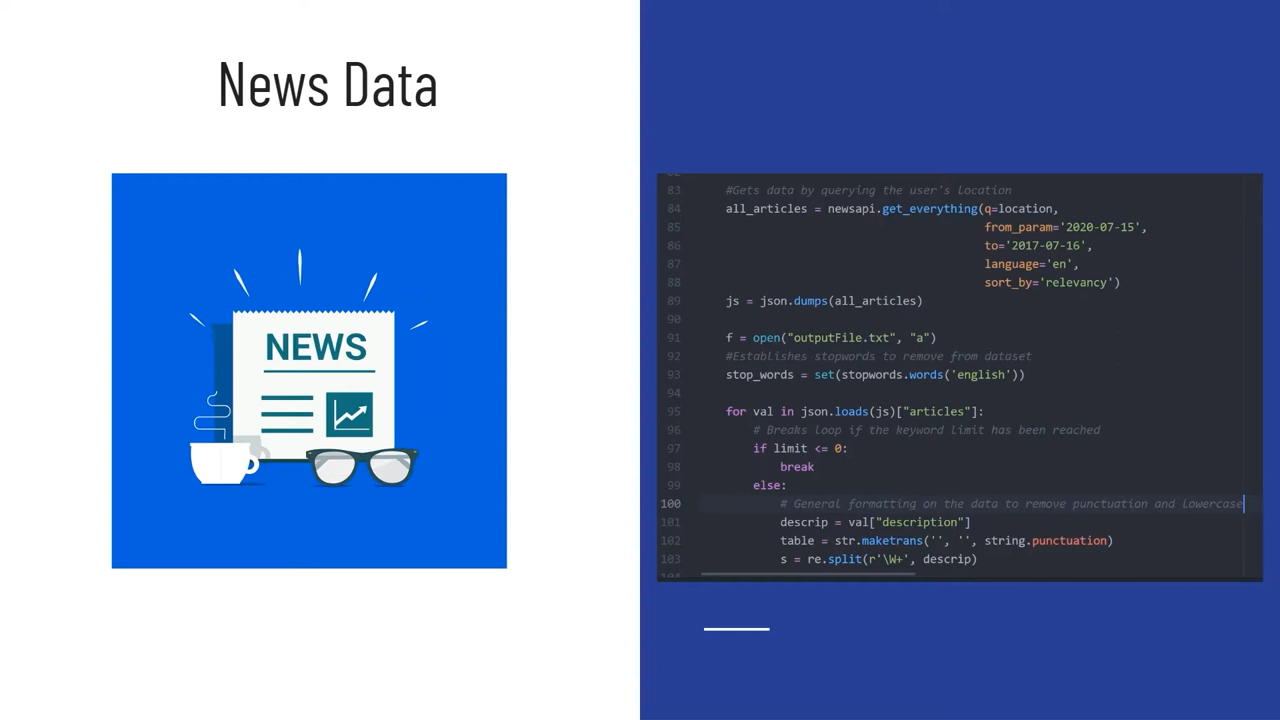 News Data
NEWS
83 #Gets data by querying the user's location
84 all_articles = newsapi.get_everything(q=location,
85 from_param='2020-07-15',
86 to='2017-07-16',
87 language='en',
88 sort_by='relevancy')
89 js = json.dumps(all_articles)
90
91 f = open("outputFile.txt", "a")
92 #Establishes stopwords to remove from dataset
93 stop_words = set(stopwords.words('english'))
94
95 for val in json.loads(js)["articles"]:
96 # Breaks loop if the keyword limit has been reached
97 if limit <= 0:
98 break
99 else:
100 # General formatting on the data to remove punctuation and lowercase
101 descrip = val["description"]
102 table = str.maketrans('', '', string.punctuation)
103 s = re.split(r'\W+', descrip)